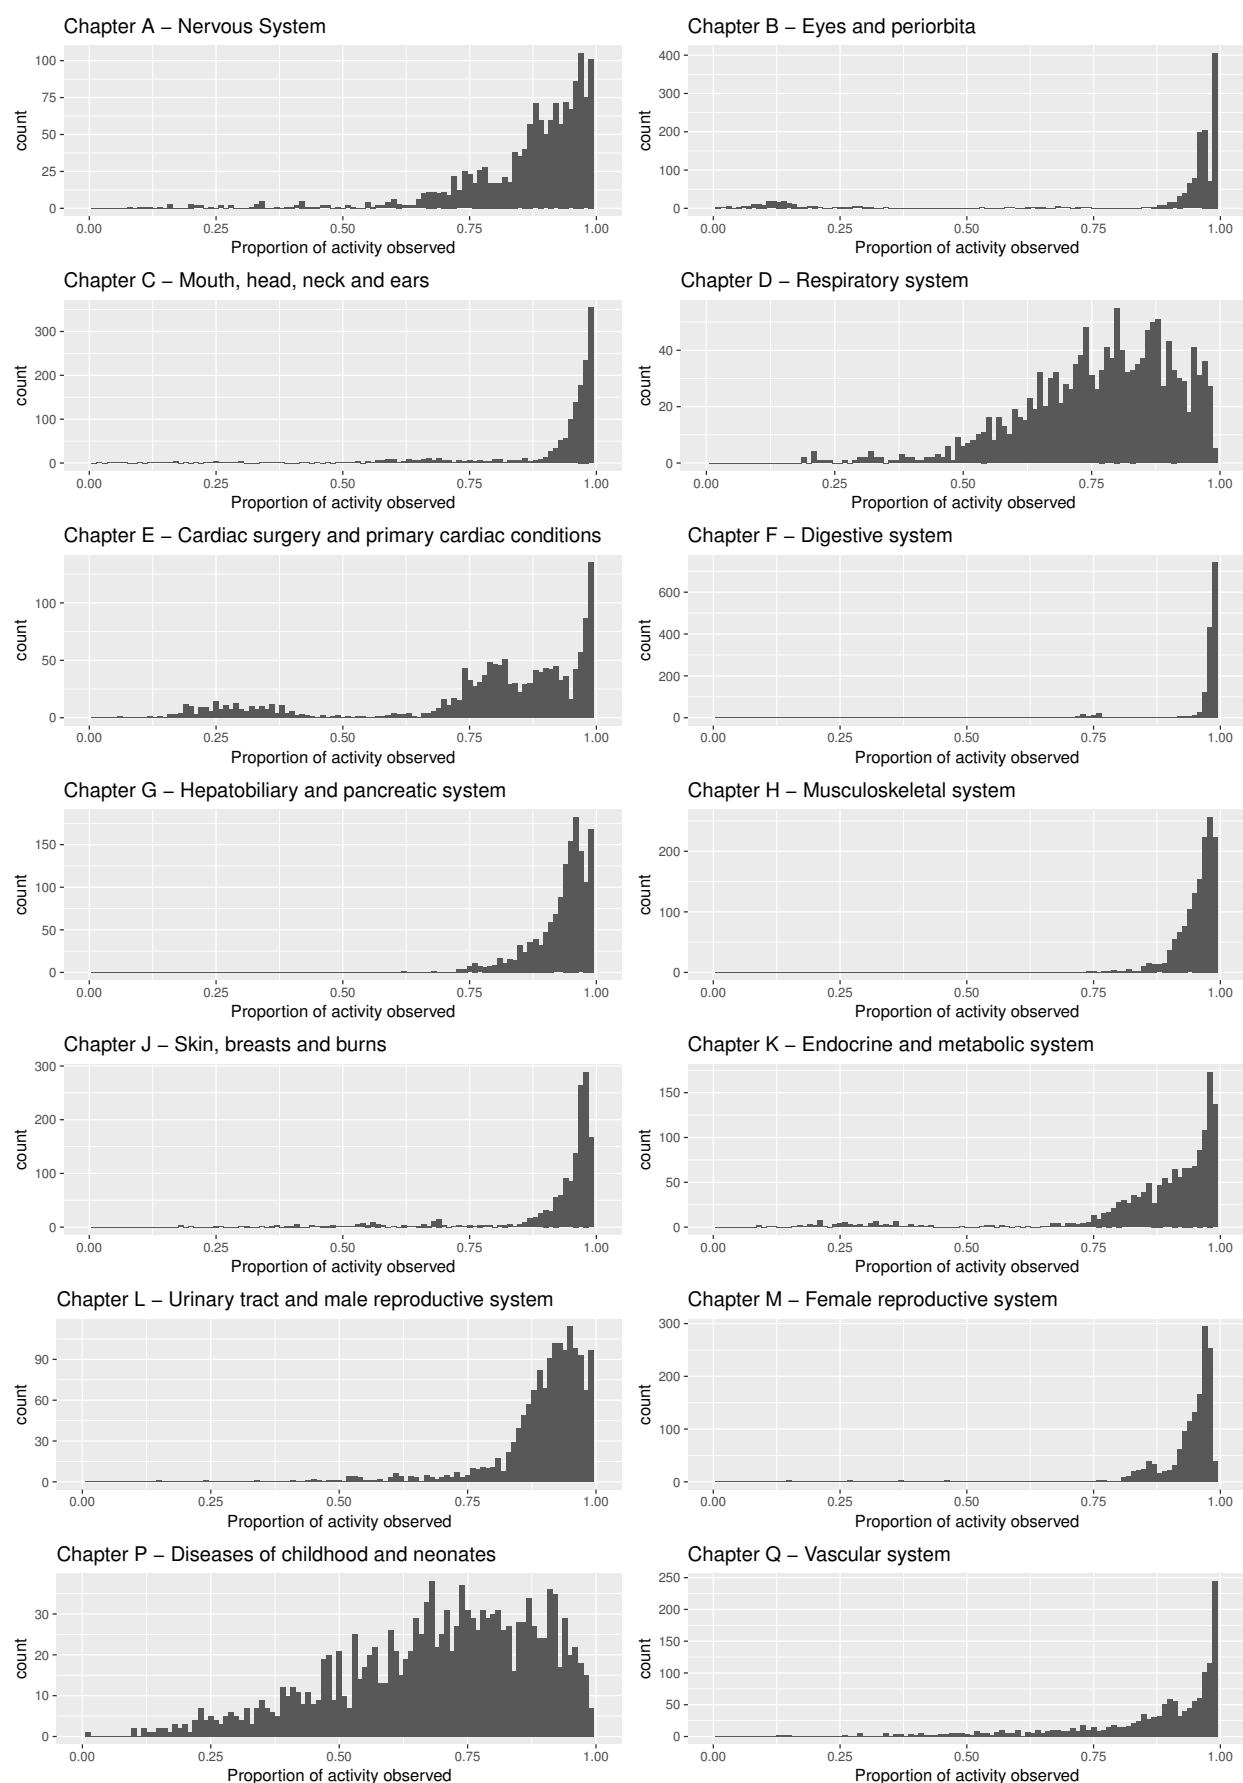 Chapter A − Nervous System
100
75
50
25
0
count
0.00 0.25 0.50 0.75 1.00
Proportion of activity observed
Chapter B − Eyes and periorbita
400
300
200
100
0
count
0.00 0.25 0.50 0.75 1.00
Proportion of activity observed
Chapter C − Mouth, head, neck and ears
300
200
100
0
count
0.00 0.25 0.50 0.75 1.00
Proportion of activity observed
Chapter D − Respiratory system
40
20
0
count
0.00 0.25 0.50 0.75 1.00
Proportion of activity observed
Chapter E − Cardiac surgery and primary cardiac conditions
100
50
0
count
0.00 0.25 0.50 0.75 1.00
Proportion of activity observed
Chapter F − Digestive system
600
400
200
0
count
0.00 0.25 0.50 0.75 1.00
Proportion of activity observed
Chapter G − Hepatobiliary and pancreatic system
150
100
50
0
count
0.00 0.25 0.50 0.75 1.00
Proportion of activity observed
Chapter H − Musculoskeletal system
200
100
0
count
0.00 0.25 0.50 0.75 1.00
Proportion of activity observed
Chapter J − Skin, breasts and burns
300
200
100
0
count
0.00 0.25 0.50 0.75 1.00
Proportion of activity observed
Chapter K − Endocrine and metabolic system
150
100
50
0
count
0.00 0.25 0.50 0.75 1.00
Proportion of activity observed
Chapter L − Urinary tract and male reproductive system
90
60
30
0
count
0.00 0.25 0.50 0.75 1.00
Proportion of activity observed
Chapter M − Female reproductive system
300
200
100
0
count
0.00 0.25 0.50 0.75 1.00
Proportion of activity observed
Chapter P − Diseases of childhood and neonates
30
20
10
0
count
0.00 0.25 0.50 0.75 1.00
Proportion of activity observed
Chapter Q − Vascular system
250
200
150
100
50
0
count
0.00 0.25 0.50 0.75 1.00
Proportion of activity observed